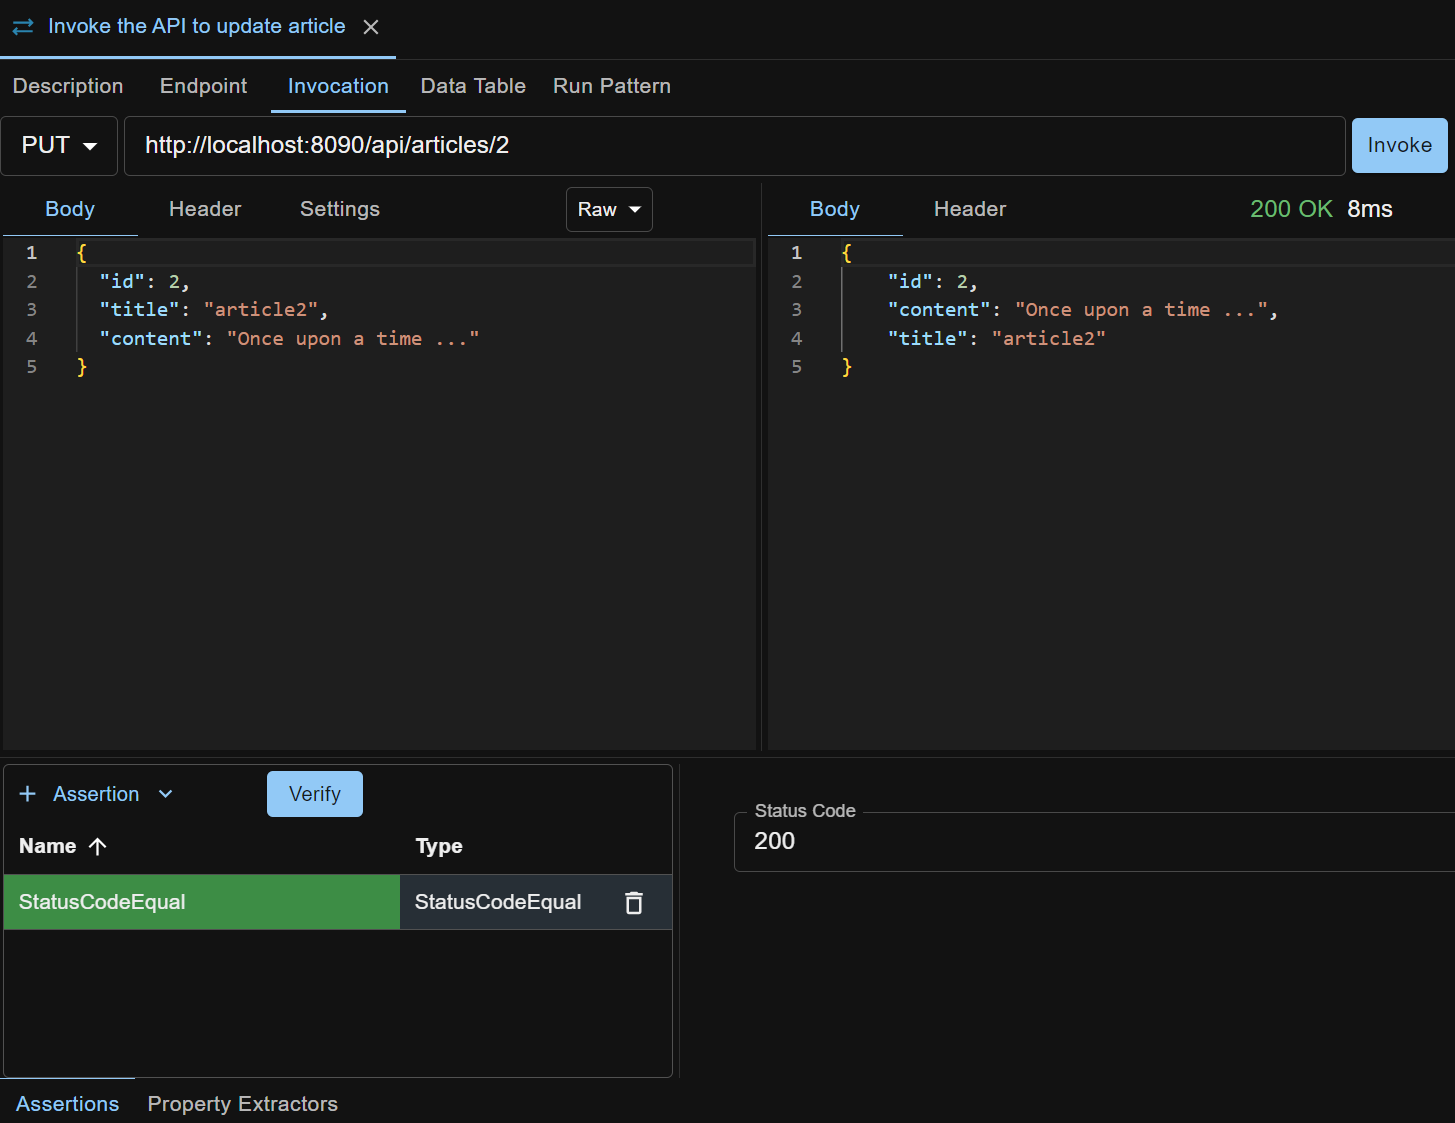 Invoke the API to update article
Description Endpoint Invocation Data Table Run Pattern
PUT http://localhost:8090/api/articles/2 Invoke
Body Header Settings Raw
1 {
2 "id": 2,
3 "title": "article2",
4 "content": "Once upon a time ..."
5 }
Body Header 200 OK 8ms
1 {
2 "id": 2,
3 "content": "Once upon a time ...",
4 "title": "article2"
5 }
+ Assertion Verify
Name Type
StatusCodeEqual StatusCodeEqual
Status Code
200
Assertions Property Extractors